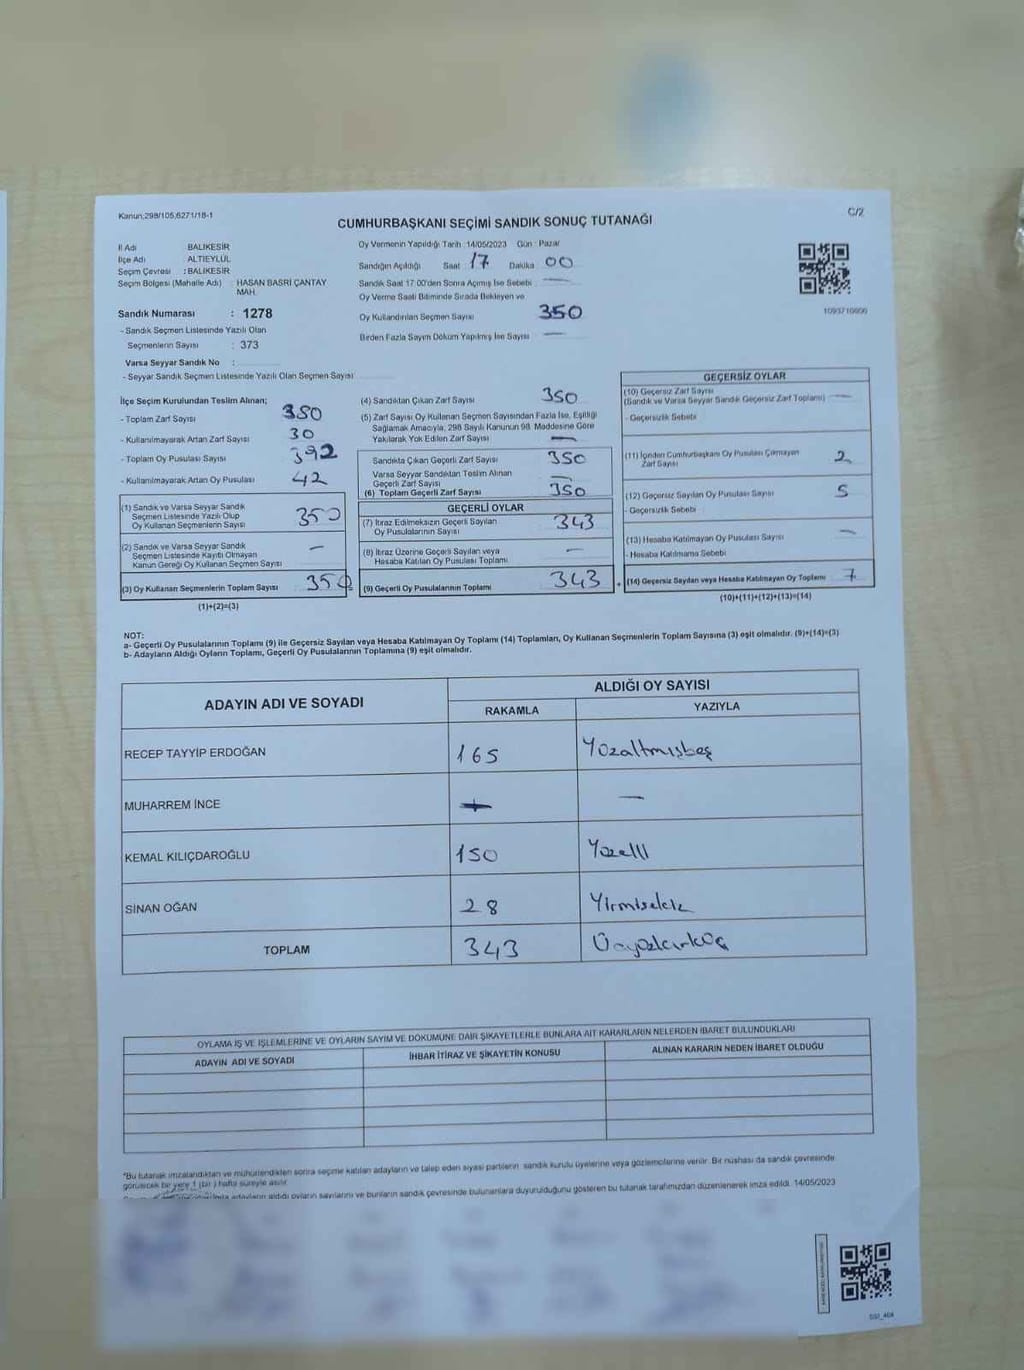 Kanun:298/105,6271/18-1
C/2
CUMHURBAŞKANI SEÇİMİ SANDIK SONUÇ TUTANAĞI
İl Adı BALIKESİR
İlçe Adı ALTIEYLÜL
Seçim Çevresi : BALIKESİR
Seçim Bölgesi (Mahalle Adı) : HASAN BASRİ ÇANTAY MAH.
Sandık Numarası : 1278
- Sandık Seçmen Listesinde Yazılı Olan
Seçmenlerin Sayısı : 373
Varsa Seyyar Sandık No :
- Seyyar Sandık Seçmen Listesinde Yazılı Olan Seçmen Sayısı
Oy Vermenin Yapıldığı Tarih : 14/05/2023 Gün : Pazar
Sandığın Açıldığı Saat 17 Dakika 00
Sandık Saat 17:00'den Sonra Açmış İse Sebebi —
Oy Verme Saati Bitiminde Sırada Bekleyen ve
Oy Kullandırılan Seçmen Sayısı 350
Birden Fazla Sayım Döküm Yapılmış İse Sayısı —
İlçe Seçim Kurulundan Teslim Alınan;
- Toplam Zarf Sayısı 380
- Kullanılmayarak Artan Zarf Sayısı 30
- Toplam Oy Pusulası Sayısı 392
- Kullanılmayarak Artan Oy Pusulası 42
(1) Sandık ve Varsa Seyyar Sandık
Seçmen Listesinde Yazılı Olup
Oy Kullanan Seçmenlerin Sayısı 350
(2) Sandık ve Varsa Seyyar Sandık
Seçmen Listesinde Kayıtlı Olmayan
Kanun Gereği Oy Kullanan Seçmen Sayısı —
(3) Oy Kullanan Seçmenlerin Toplam Sayısı 350
(1)+(2)=(3)
(4) Sandıktan Çıkan Zarf Sayısı 350
(5) Zarf Sayısı Oy Kullanan Seçmen Sayısından Fazla İse, Eşitliği
Sağlamak Amacıyla, 298 Sayılı Kanunun 98. Maddesine Göre
Yakılarak Yok Edilen Zarf Sayısı —
Sandıkta Çıkan Geçerli Zarf Sayısı 350
Varsa Seyyar Sandıktan Teslim Alınan
Geçerli Zarf Sayısı —
(6) Toplam Geçerli Zarf Sayısı 350
GEÇERLİ OYLAR
(7) İtiraz Edilmeksizin Geçerli Sayılan
Oy Pusulalarının Sayısı 343
(8) İtiraz Üzerine Geçerli Sayılan veya
Hesaba Katılan Oy Pusulası Toplamı —
(9) Geçerli Oy Pusulalarının Toplamı 343
GEÇERSİZ OYLAR
(10) Geçersiz Zarf Sayısı
(Sandık ve Varsa Seyyar Sandık Geçersiz Zarf Toplamı) —
- Geçersizlik Sebebi
(11) İçinden Cumhurbaşkanı Oy Pusulası Çıkmayan
Zarf Sayısı 2
(12) Geçersiz Sayılan Oy Pusulası Sayısı 5
- Geçersizlik Sebebi
(13) Hesaba Katılmayan Oy Pusulası Sayısı —
- Hesaba Katılmama Sebebi
(14) Geçersiz Sayılan veya Hesaba Katılmayan Oy Toplamı 7
(10)+(11)+(12)+(13)=(14)
NOT:
a- Geçerli Oy Pusulalarının Toplamı (9) ile Geçersiz Sayılan veya Hesaba Katılmayan Oy Toplamı (14) Toplamları, Oy Kullanan Seçmenlerin Toplam Sayısına (3) eşit olmalıdır. (9)+(14)=(3)
b- Adayların Aldığı Oyların Toplamı, Geçerli Oy Pusulalarının Toplamına (9) eşit olmalıdır.
ADAYIN ADI VE SOYADI ALDIĞI OY SAYISI
RAKAMLA YAZIYLA
RECEP TAYYİP ERDOĞAN 165 Yüzaltmışbeş
MUHARREM İNCE — —
KEMAL KILIÇDAROĞLU 150 Yüzelli
SİNAN OĞAN 28 Yirmisekiz
TOPLAM 343 Üçyüzkırküç
OYLAMA İŞ VE İŞLEMLERİNE VE OYLARIN SAYIM VE DÖKÜMÜNE DAİR ŞİKAYETLERLE BUNLARA AİT KARARLARIN NELERDEN İBARET BULUNDUKLARI
ADAYIN ADI VE SOYADI İHBAR İTİRAZ VE ŞİKAYETİN KONUSU ALINAN KARARIN NEDEN İBARET OLDUĞU
*Bu tutanak imzalandıktan ve mühürlendikten sonra seçime katılan adayların ve talep eden siyasi partilerin sandık kurulu üyelerine veya gözlemcilerine verilir. Bir nüshası da sandık çevresinde
görülecek bir yere 1 (bir) hafta süreyle asılır.
adayların aldığı oyların sayılarını ve bunların sandık çevresinde bulunanlara duyurulduğunu gösteren bu tutanak tarafımızdan düzenlenerek imza edildi. 14/05/2023